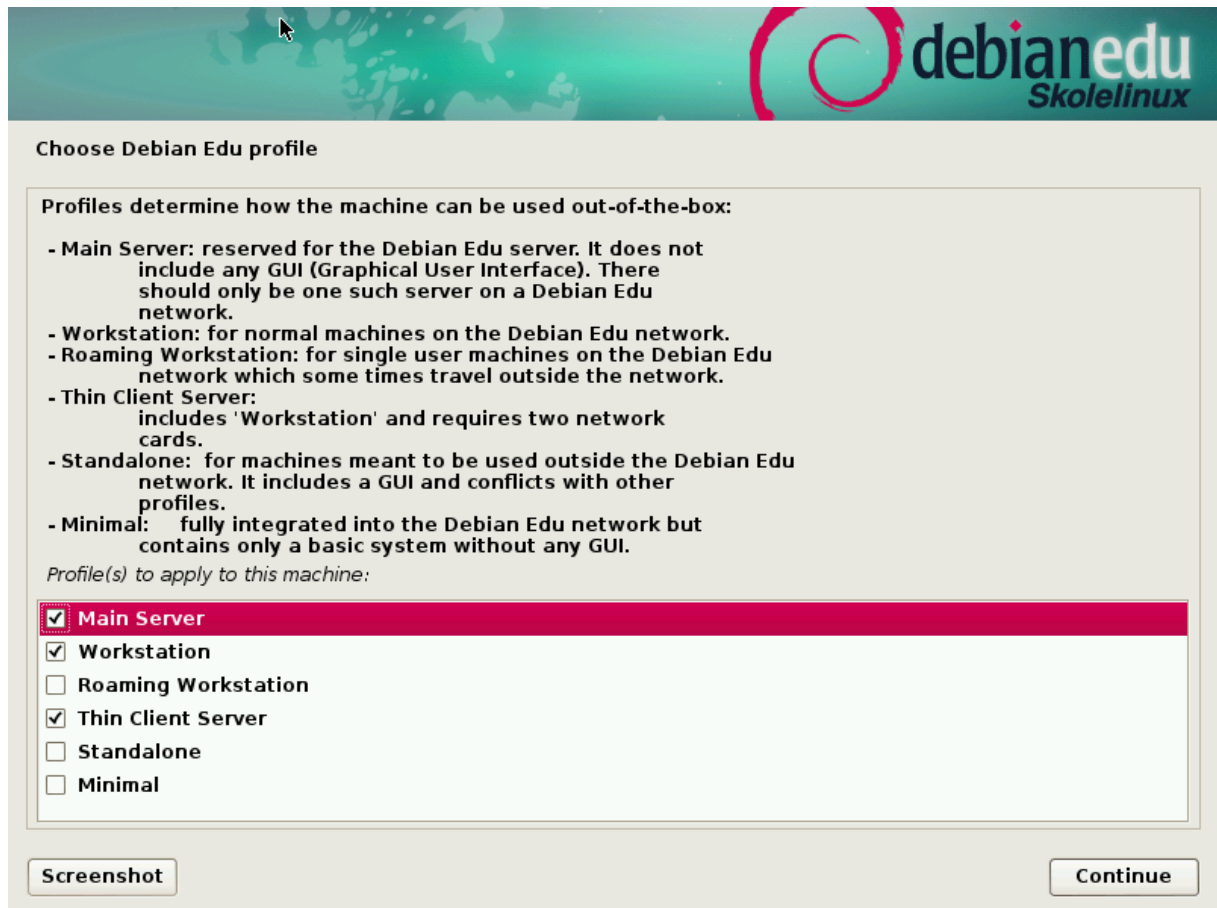 debianedu
Skolelinux
Choose Debian Edu profile
Profiles determine how the machine can be used out-of-the-box:
- Main Server: reserved for the Debian Edu server. It does not
include any GUI (Graphical User Interface). There
should only be one such server on a Debian Edu
network.
- Workstation: for normal machines on the Debian Edu network.
- Roaming Workstation: for single user machines on the Debian Edu
network which some times travel outside the network.
- Thin Client Server:
includes 'Workstation' and requires two network
cards.
- Standalone: for machines meant to be used outside the Debian Edu
network. It includes a GUI and conflicts with other
profiles.
- Minimal: fully integrated into the Debian Edu network but
contains only a basic system without any GUI.
Profile(s) to apply to this machine:
Main Server
Workstation
Roaming Workstation
Thin Client Server
Standalone
Minimal
Screenshot
Continue